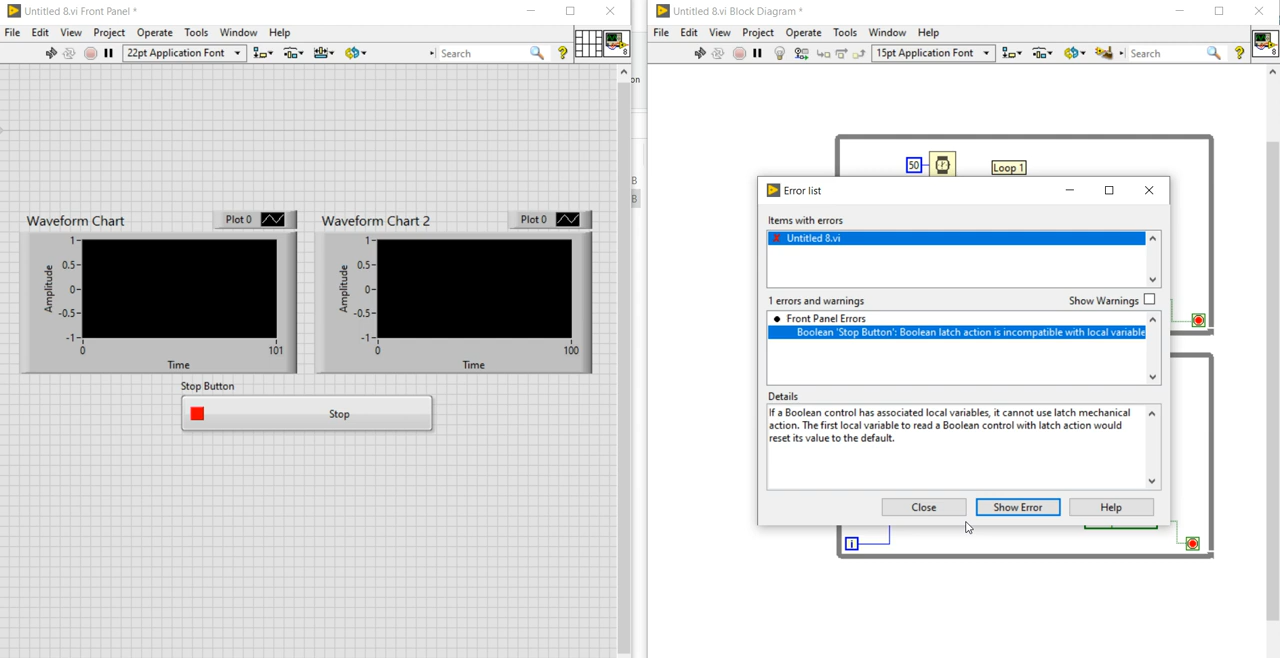 Untitled 8.vi Front Panel *
File Edit View Project Operate Tools Window Help
22pt Application Font
Search
?
8
Waveform Chart
Plot 0
Amplitude
1
0.5
0
-0.5
-1
0
101
Time
Waveform Chart 2
Plot 0
Amplitude
1
0.5
0
-0.5
-1
0
100
Time
Stop Button
Stop
on
B
B
Untitled 8.vi Block Diagram *
File Edit View Project Operate Tools Window Help
15pt Application Font
Search
?
8
50
Loop 1
Error list
Items with errors
Untitled 8.vi
1 errors and warnings
Show Warnings
Front Panel Errors
Boolean 'Stop Button': Boolean latch action is incompatible with local variable
Details
If a Boolean control has associated local variables, it cannot use latch mechanical
action. The first local variable to read a Boolean control with latch action would
reset its value to the default.
Close Show Error Help
i